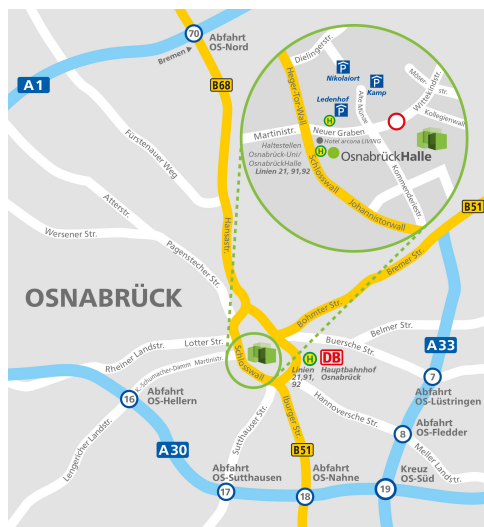 70
Abfahrt
OS-Nord
Bremen
A1
B68
Dielingerstr.
Heger-Tor-Wall
P
Nikolaiort
P
Kamp
Ledenhof
P
Alte Münze
Möser-
str.
Wittekindstr.
Kollegienwall
H
Martinistr.
Neuer Graben
Hotel arcona LIVING
Haltestellen
Osnabrück-Uni/
OsnabrückHalle
Linien 21, 91,92
H
OsnabrückHalle
Schlosswall
Kommenderiestr.
Johannistorwall
Fürstenauer Weg
Atterstr.
Wersener Str.
Pagenstecher Str.
Hansastr.
B51
Bremer Str.
OSNABRÜCK
Bohmter Str.
Belmer Str.
Buersche Str.
A33
Lotter Str.
Rheiner Landstr.
K.Schumacher-Damm
Martinistr.
Schlosswall
H
DB
Linien
21,91,
92
Hauptbahnhof
Osnabrück
7
Abfahrt
OS-Lüstringen
16
Abfahrt
OS-Hellern
Lengericher Landstr.
Sutthauser Str.
Iburger Str.
Hannoversche Str.
8
Abfahrt
OS-Fledder
Meller Landstr.
A30
B51
Abfahrt
OS-Sutthausen
17
Abfahrt
OS-Nahne
18
Kreuz
OS-Süd
19